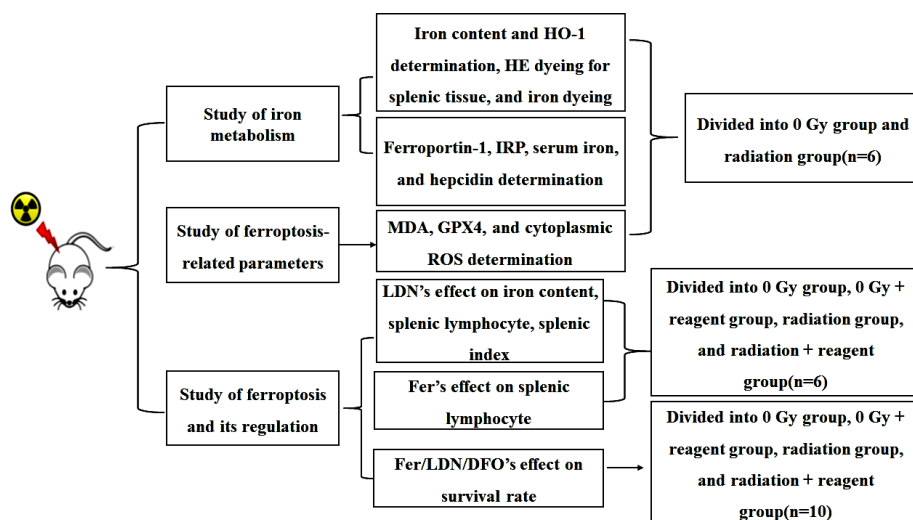 Iron content and HO-1
determination, HE dyeing for
splenic tissue, and iron dyeing
Study of iron
metabolism
Ferroportin-1, IRP, serum iron,
and hepcidin determination
Divided into 0 Gy group and
radiation group(n=6)
Study of ferroptosis-
related parameters
MDA, GPX4, and cytoplasmic
ROS determination
LDN's effect on iron content,
splenic lymphocyte, splenic
index
Divided into 0 Gy group, 0 Gy +
reagent group, radiation group,
and radiation + reagent
group(n=6)
Study of ferroptosis
and its regulation
Fer's effect on splenic
lymphocyte
Fer/LDN/DFO's effect on
survival rate
Divided into 0 Gy group, 0 Gy +
reagent group, radiation group,
and radiation + reagent
group(n=10)